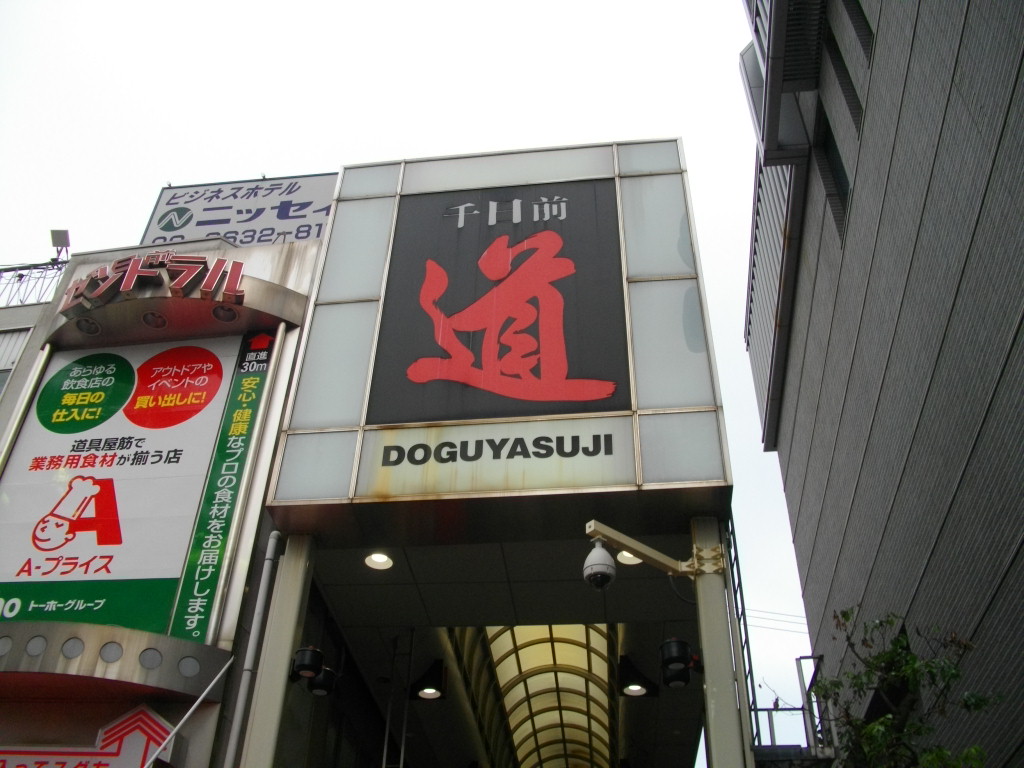 ビジネスホテル
ニッセイ
千日前
道
DOGUYASUJI
センドラル
直進
30m
あらゆる
飲食店の
毎日の
仕入に!
アウトドアや
イベントの
買い出しに!
道具屋筋で
業務用食材が揃う店
A
A-プライス
トーホーグループ
安心・健康なプロの食材をお届けします。